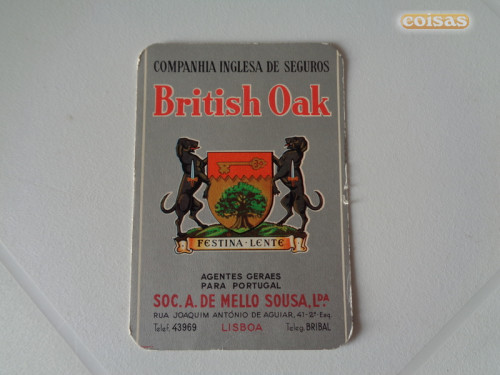 coisas
COMPANHIA INGLESA DE SEGUROS
British Oak
FESTINA · LENTE
AGENTES GERAES
PARA PORTUGAL
SOC. A. DE MELLO SOUSA, LDA.
RUA JOAQUIM ANTÓNIO DE AGUIAR, 41-2º Esq.
Telef. 43969 LISBOA Teleg. BRIBAL